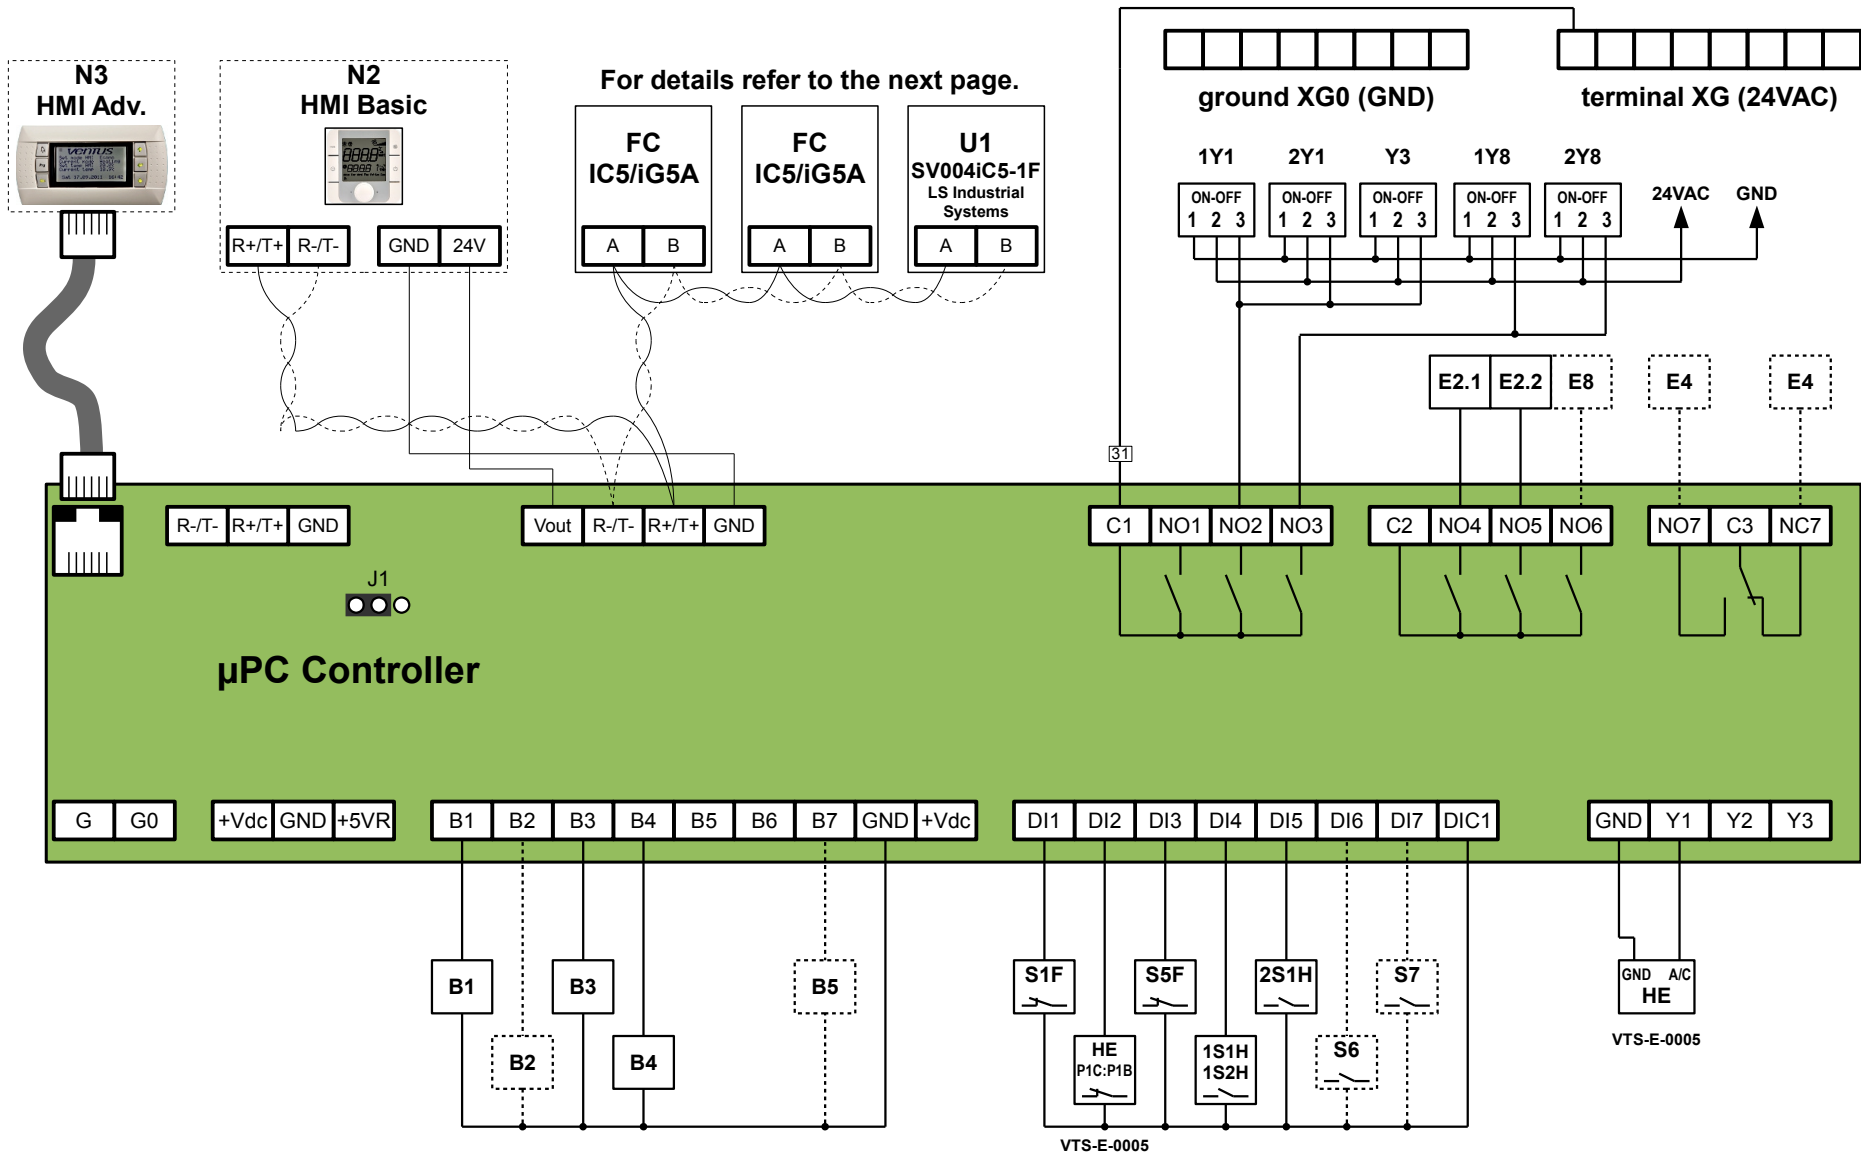 N3
HMI Adv.
VENTUS
N2
HMI Basic
R+/T+ R-/T- GND 24V
For details refer to the next page.
FC
IC5/iG5A
A B
FC
IC5/iG5A
A B
U1
SV004iC5-1F
LS Industrial
Systems
A B
ground XG0 (GND)
terminal XG (24VAC)
1Y1 2Y1 Y3 1Y8 2Y8
ON-OFF ON-OFF ON-OFF ON-OFF ON-OFF
1 2 3 1 2 3 1 2 3 1 2 3 1 2 3
24VAC GND
E2.1 E2.2 E8 E4 E4
31
R-/T- R+/T+ GND
Vout R-/T- R+/T+ GND
C1 NO1 NO2 NO3
C2 NO4 NO5 NO6
NO7 C3 NC7
J1
µPC Controller
G G0
+Vdc GND +5VR
B1 B2 B3 B4 B5 B6 B7 GND +Vdc
DI1 DI2 DI3 DI4 DI5 DI6 DI7 DIC1
GND Y1 Y2 Y3
B1 B3 B5
B2 B4
S1F S5F 2S1H S7
HE
P1C:P1B
1S1H
1S2H
S6
VTS-E-0005
GND A/C
HE
VTS-E-0005